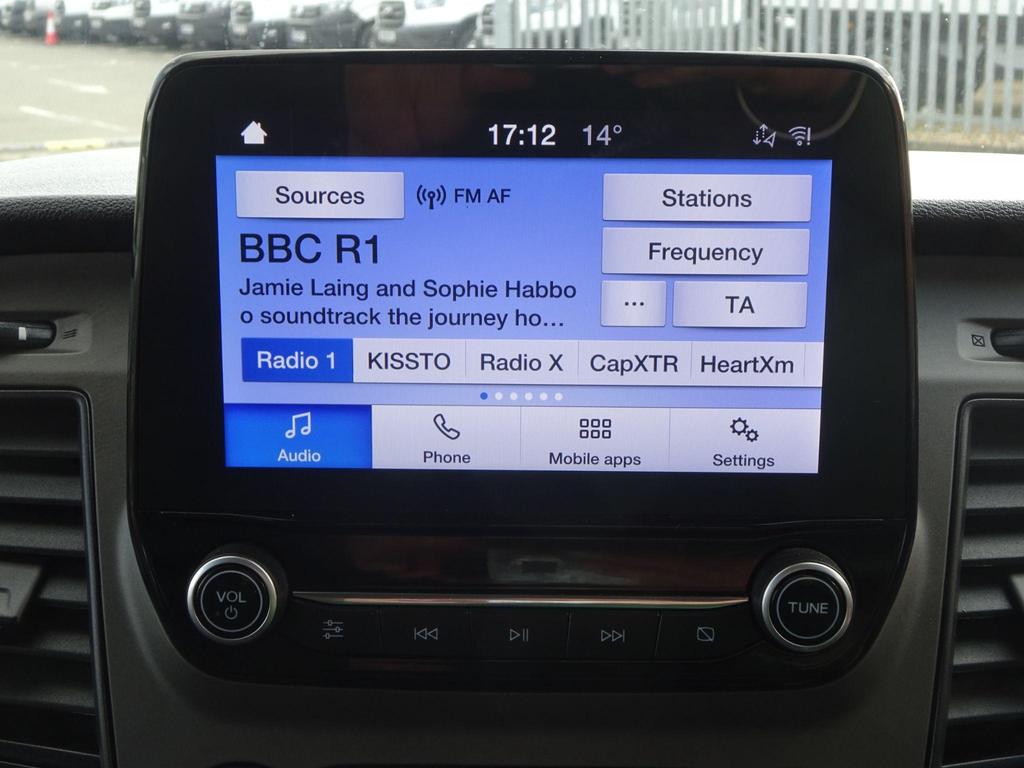 17:12 14°
Sources FM AF Stations
BBC R1
Frequency
Jamie Laing and Sophie Habbo
o soundtrack the journey ho...
... TA
Radio 1 KISSTO Radio X CapXTR HeartXm
Audio Phone Mobile apps Settings
VOL TUNE